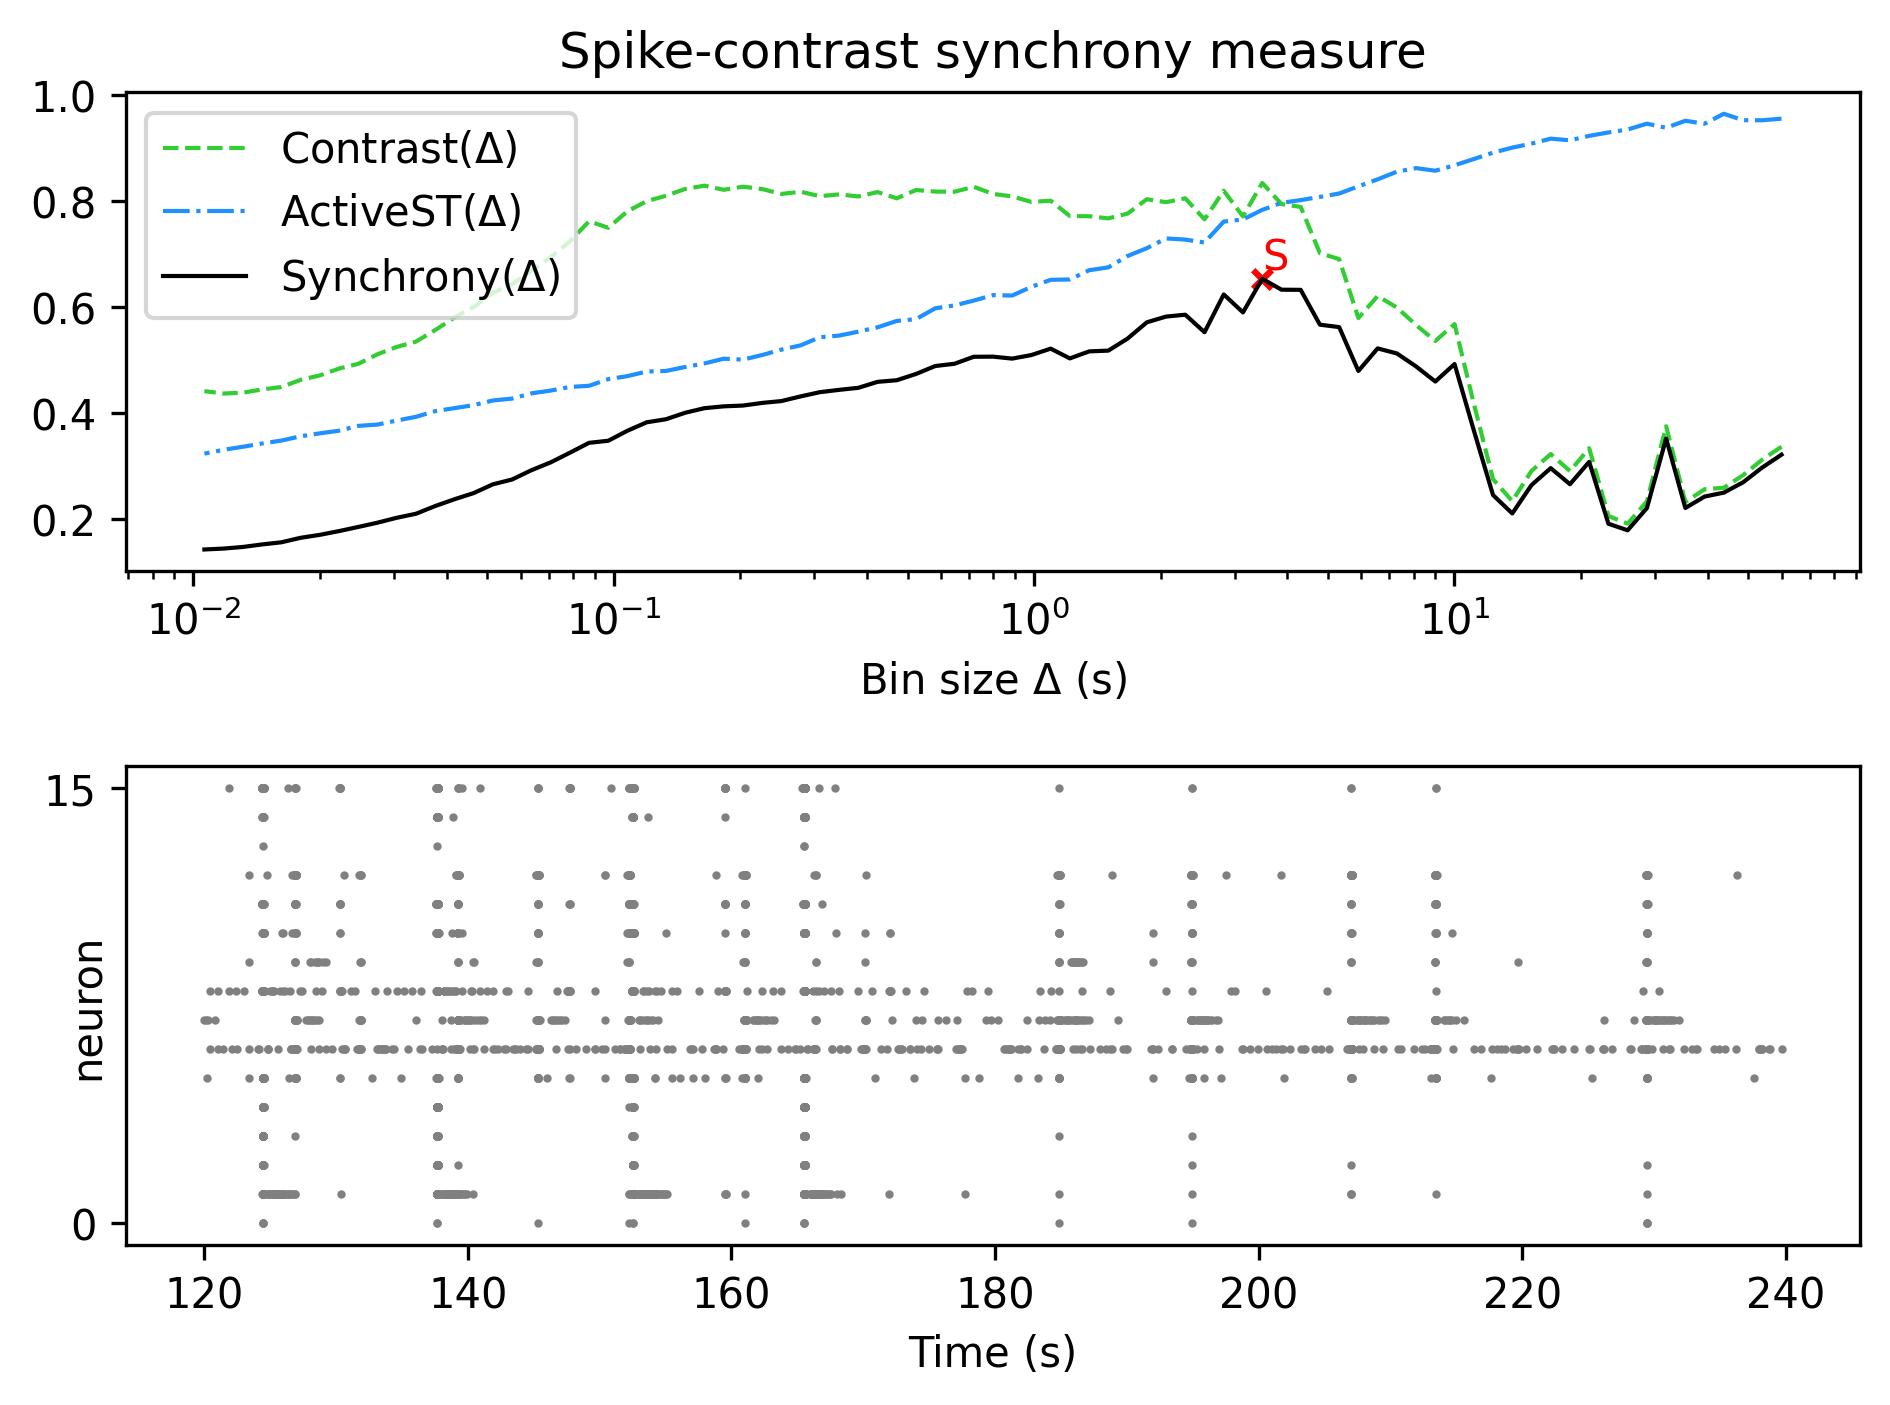 Spike-contrast synchrony measure
1.0
0.8
0.6
0.4
0.2
Contrast(Δ)
ActiveST(Δ)
Synchrony(Δ)
S
10⁻² 10⁻¹ 10⁰ 10¹
Bin size Δ (s)
15
0
neuron
120 140 160 180 200 220 240
Time (s)